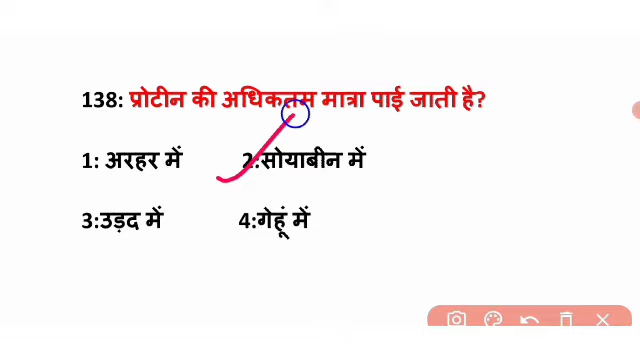 138: प्रोटीन की अधिकतम मात्रा पाई जाती है?
1: अरहर में 2:सोयाबीन में
3:उड़द में 4:गेहूं में